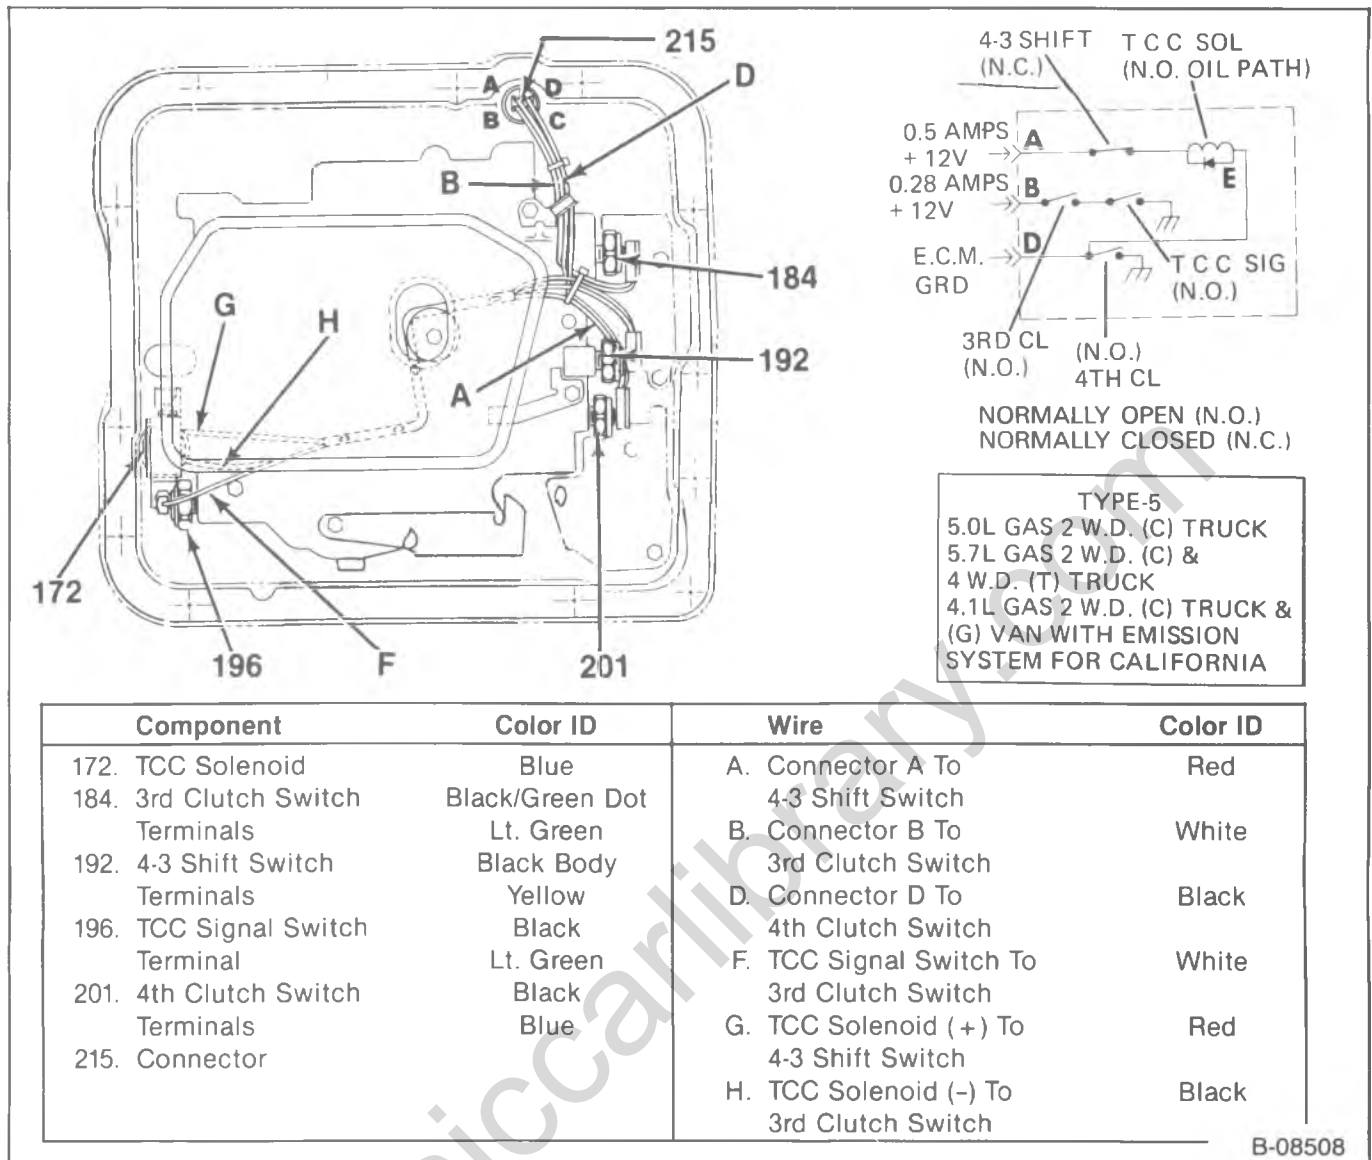 215
A D
B C
D
B
184
G
H
192
A
172
196
F
201
4-3 SHIFT
(N.C.)
T C C SOL
(N.O. OIL PATH)
0.5 AMPS
+ 12V
A
0.28 AMPS
+ 12V
B
E
E.C.M.
GRD
D
T C C SIG
(N.O.)
3RD CL
(N.O.)
(N.O.)
4TH CL
NORMALLY OPEN (N.O.)
NORMALLY CLOSED (N.C.)
TYPE-5
5.0L GAS 2 W.D. (C) TRUCK
5.7L GAS 2 W.D. (C) &
4 W.D. (T) TRUCK
4.1L GAS 2 W.D. (C) TRUCK &
(G) VAN WITH EMISSION
SYSTEM FOR CALIFORNIA
Component Color ID
172. TCC Solenoid Blue
184. 3rd Clutch Switch Black/Green Dot
Terminals Lt. Green
192. 4-3 Shift Switch Black Body
Terminals Yellow
196. TCC Signal Switch Black
Terminal Lt. Green
201. 4th Clutch Switch Black
Terminals Blue
215. Connector
Wire Color ID
A. Connector A To Red
4-3 Shift Switch
B. Connector B To White
3rd Clutch Switch
D. Connector D To Black
4th Clutch Switch
F. TCC Signal Switch To White
3rd Clutch Switch
G. TCC Solenoid (+) To Red
4-3 Shift Switch
H. TCC Solenoid (-) To Black
3rd Clutch Switch
B-08508
iccarlibrary.com